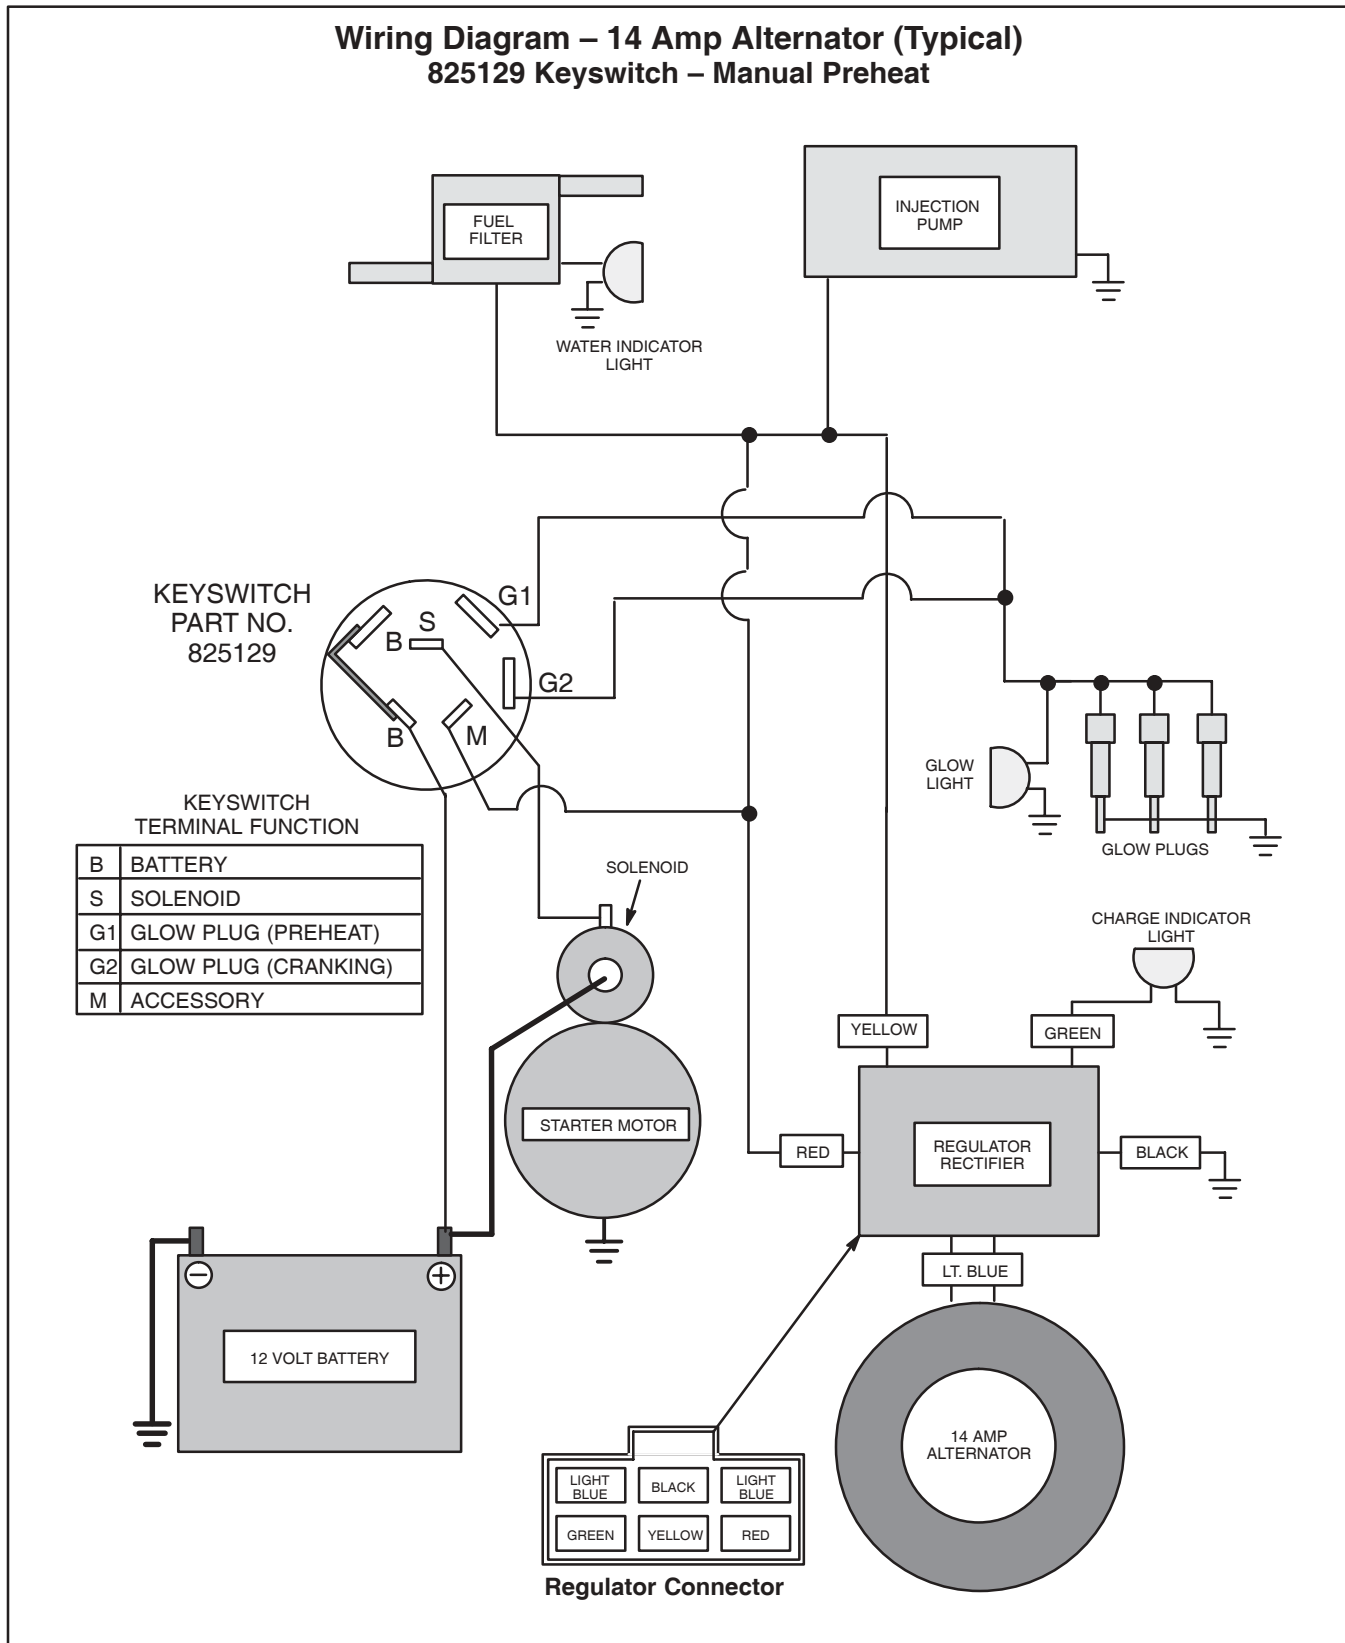 Wiring Diagram – 14 Amp Alternator (Typical)
825129 Keyswitch – Manual Preheat
FUEL
FILTER
INJECTION
PUMP
WATER INDICATOR
LIGHT
KEYSWITCH
PART NO.
825129
G1
S
B
G2
B
M
GLOW
LIGHT
GLOW PLUGS
KEYSWITCH
TERMINAL FUNCTION
B BATTERY
S SOLENOID
G1 GLOW PLUG (PREHEAT)
G2 GLOW PLUG (CRANKING)
M ACCESSORY
SOLENOID
CHARGE INDICATOR
LIGHT
YELLOW
GREEN
STARTER MOTOR
RED
REGULATOR
RECTIFIER
BLACK
LT. BLUE
–
+
12 VOLT BATTERY
14 AMP
ALTERNATOR
LIGHT
BLUE
BLACK
LIGHT
BLUE
GREEN
YELLOW
RED
Regulator Connector